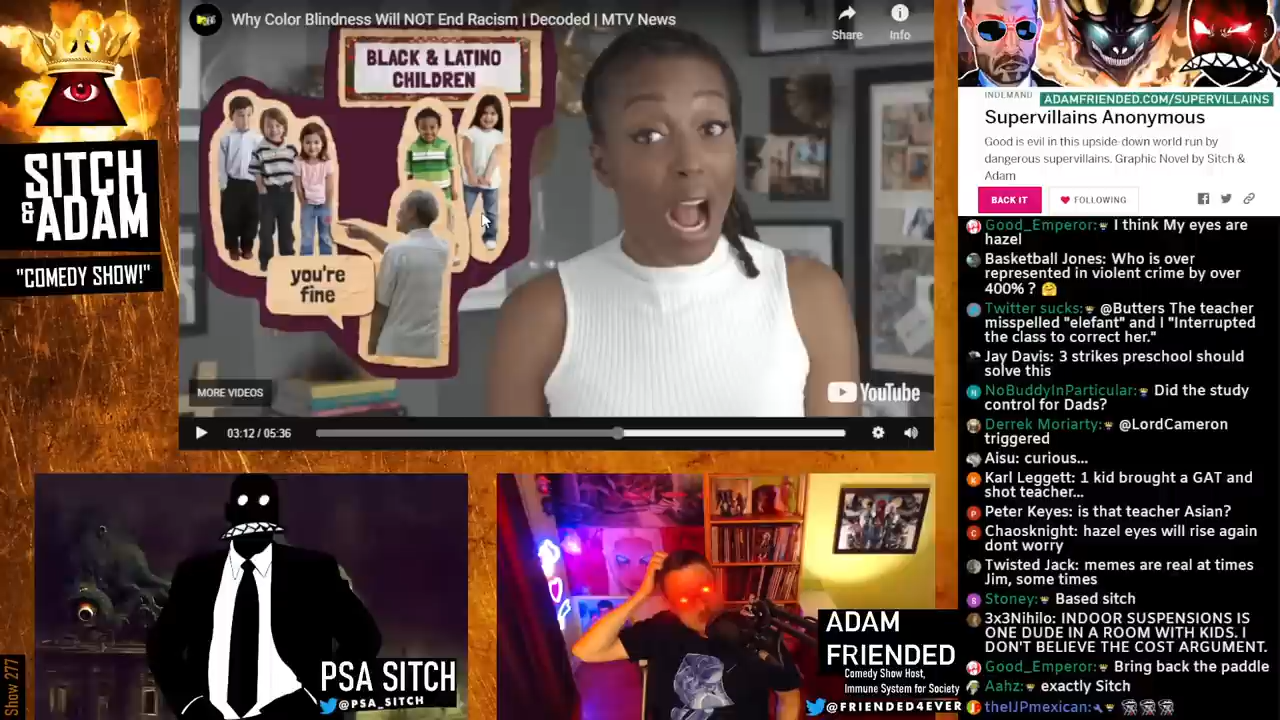 Why Color Blindness Will NOT End Racism | Decoded | MTV News
Share
Info
BLACK & LATINO
CHILDREN
you're
fine
MORE VIDEOS
YouTube
03:12 / 05:36
SITCH
& ADAM
"COMEDY SHOW!"
Show 277
PSA SITCH
@PSA_SITCH
ADAM
FRIENDED
Comedy Show Host,
Immune System for Society
@FRIENDED4EVER
INDEMAND
ADAMFRIENDED.COM/SUPERVILLAINS
Supervillains Anonymous
Good is evil in this upside-down world run by
dangerous supervillains. Graphic Novel by Sitch &
Adam
BACK IT
FOLLOWING
Good_Emperor: I think My eyes are
hazel
Basketball Jones: Who is over
represented in violent crime by over
400% ? 🤗
Twitter sucks: @Butters The teacher
misspelled "elefant" and I "Interrupted
the class to correct her."
Jay Davis: 3 strikes preschool should
solve this
NoBuddyInParticular: Did the study
control for Dads?
Derrek Moriarty: @LordCameron
triggered
Aisu: curious...
Karl Leggett: 1 kid brought a GAT and
shot teacher...
Peter Keyes: is that teacher Asian?
Chaosknight: hazel eyes will rise again
dont worry
Twisted Jack: memes are real at times
Jim, some times
Stoney: Based sitch
3x3Nihilo: INDOOR SUSPENSIONS IS
ONE DUDE IN A ROOM WITH KIDS. I
DON'T BELIEVE THE COST ARGUMENT.
Good_Emperor: Bring back the paddle
Aahz: exactly Sitch
theIJPmexican: